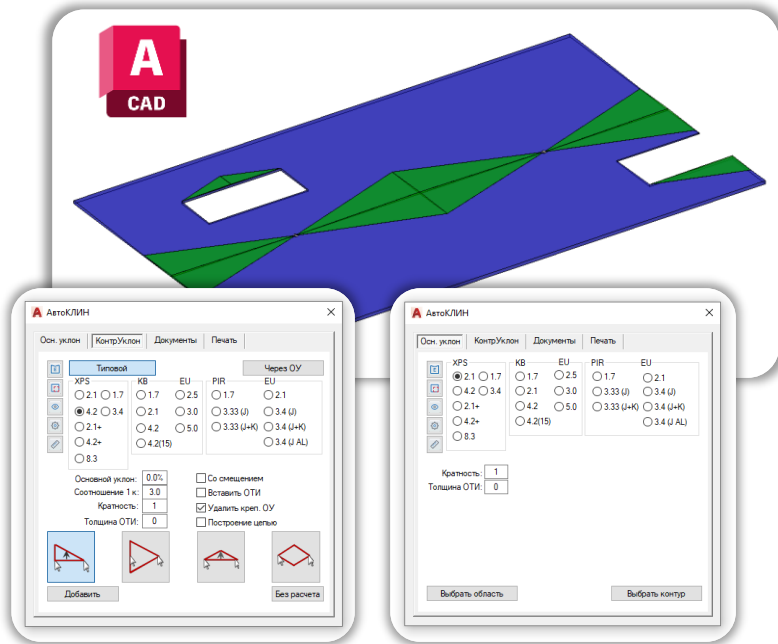 A
CAD
A АвтоКЛИН
Осн. уклон КонтрУклон Документы Печать
Типовой Через ОУ
XPS KB EU PIR EU
2.1 1.7 1.7 2.5 1.7 2.1
4.2 3.4 2.1 3.0 3.33 (J) 3.4 (J)
2.1+ 4.2 5.0 3.33 (J+K) 3.4 (J+K)
4.2+ 4.2(15) 3.4 (J AL)
8.3
Основной уклон: 0.0% Со смещением
Соотношение 1 к: 3.0 Вставить ОТИ
Кратность: 1 Удалить креп. ОУ
Толщина ОТИ: 0 Построение цепью
Добавить Без расчета
A АвтоКЛИН
Осн. уклон КонтрУклон Документы Печать
XPS KB EU PIR EU
2.1 1.7 1.7 2.5 1.7 2.1
4.2 3.4 2.1 3.0 3.33 (J) 3.4 (J)
2.1+ 4.2 5.0 3.33 (J+K) 3.4 (J+K)
4.2+ 4.2(15) 3.4 (J AL)
8.3
Кратность: 1
Толщина ОТИ: 0
Выбрать область Выбрать контур